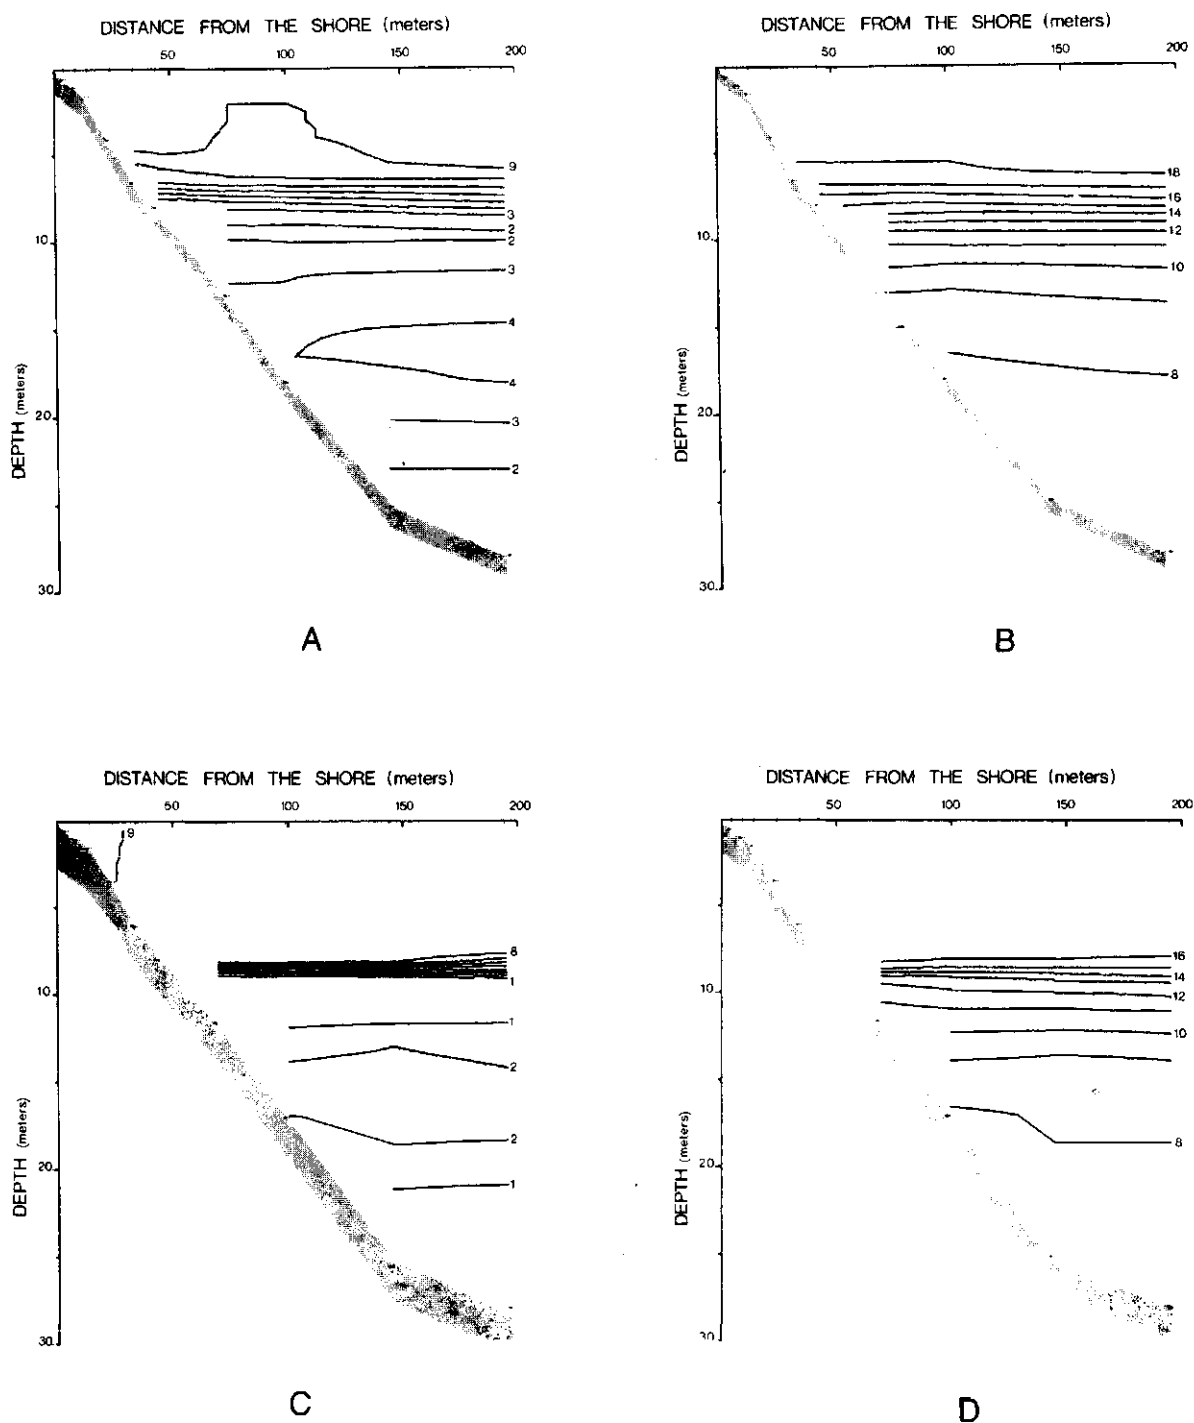 DISTANCE FROM THE SHORE (meters)
50 100 150 200
9
3
2
2
3
4
4
3
2
10
20
30
DEPTH (meters)
A
DISTANCE FROM THE SHORE (meters)
50 100 150 200
18
16
14
12
10
8
10
20
30
DEPTH (meters)
B
DISTANCE FROM THE SHORE (meters)
50 100 150 200
9
8
1
1
2
2
1
10
20
30
DEPTH (meters)
C
DISTANCE FROM THE SHORE (meters)
50 100 150 200
16
14
12
10
8
10
20
30
DEPTH (meters)
D